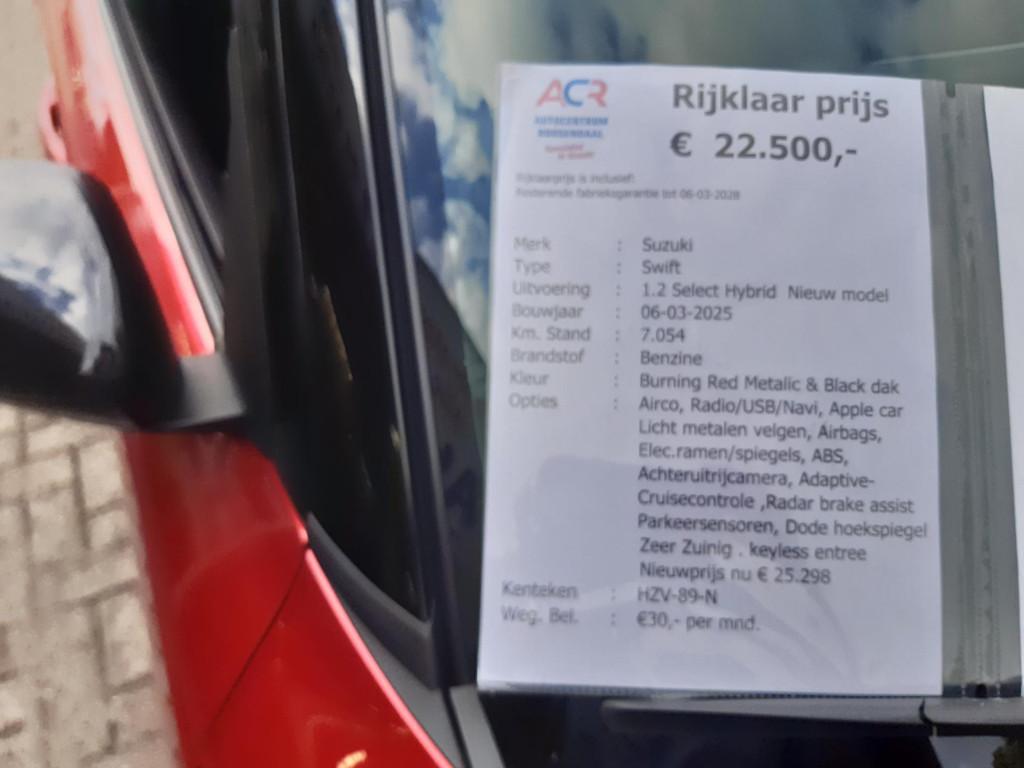 ACR
AUTOCENTRUM
ROOSENDAAL
Rijklaar prijs
€ 22.500,-
Rijklaarprijs is inclusief:
Resterende fabrieksgarantie tot 06-03-2028
Merk : Suzuki
Type : Swift
Uitvoering : 1.2 Select Hybrid Nieuw model
Bouwjaar : 06-03-2025
Km. Stand : 7.054
Brandstof : Benzine
Kleur : Burning Red Metalic & Black dak
Opties : Airco, Radio/USB/Navi, Apple car
Licht metalen velgen, Airbags,
Elec.ramen/spiegels, ABS,
Achteruitrijcamera, Adaptive-
Cruisecontrole ,Radar brake assist
Parkeersensoren, Dode hoekspiegel
Zeer Zuinig . keyless entree
Nieuwprijs nu € 25.298
Kenteken : HZV-89-N
Weg. Bel. : €30,- per mnd.